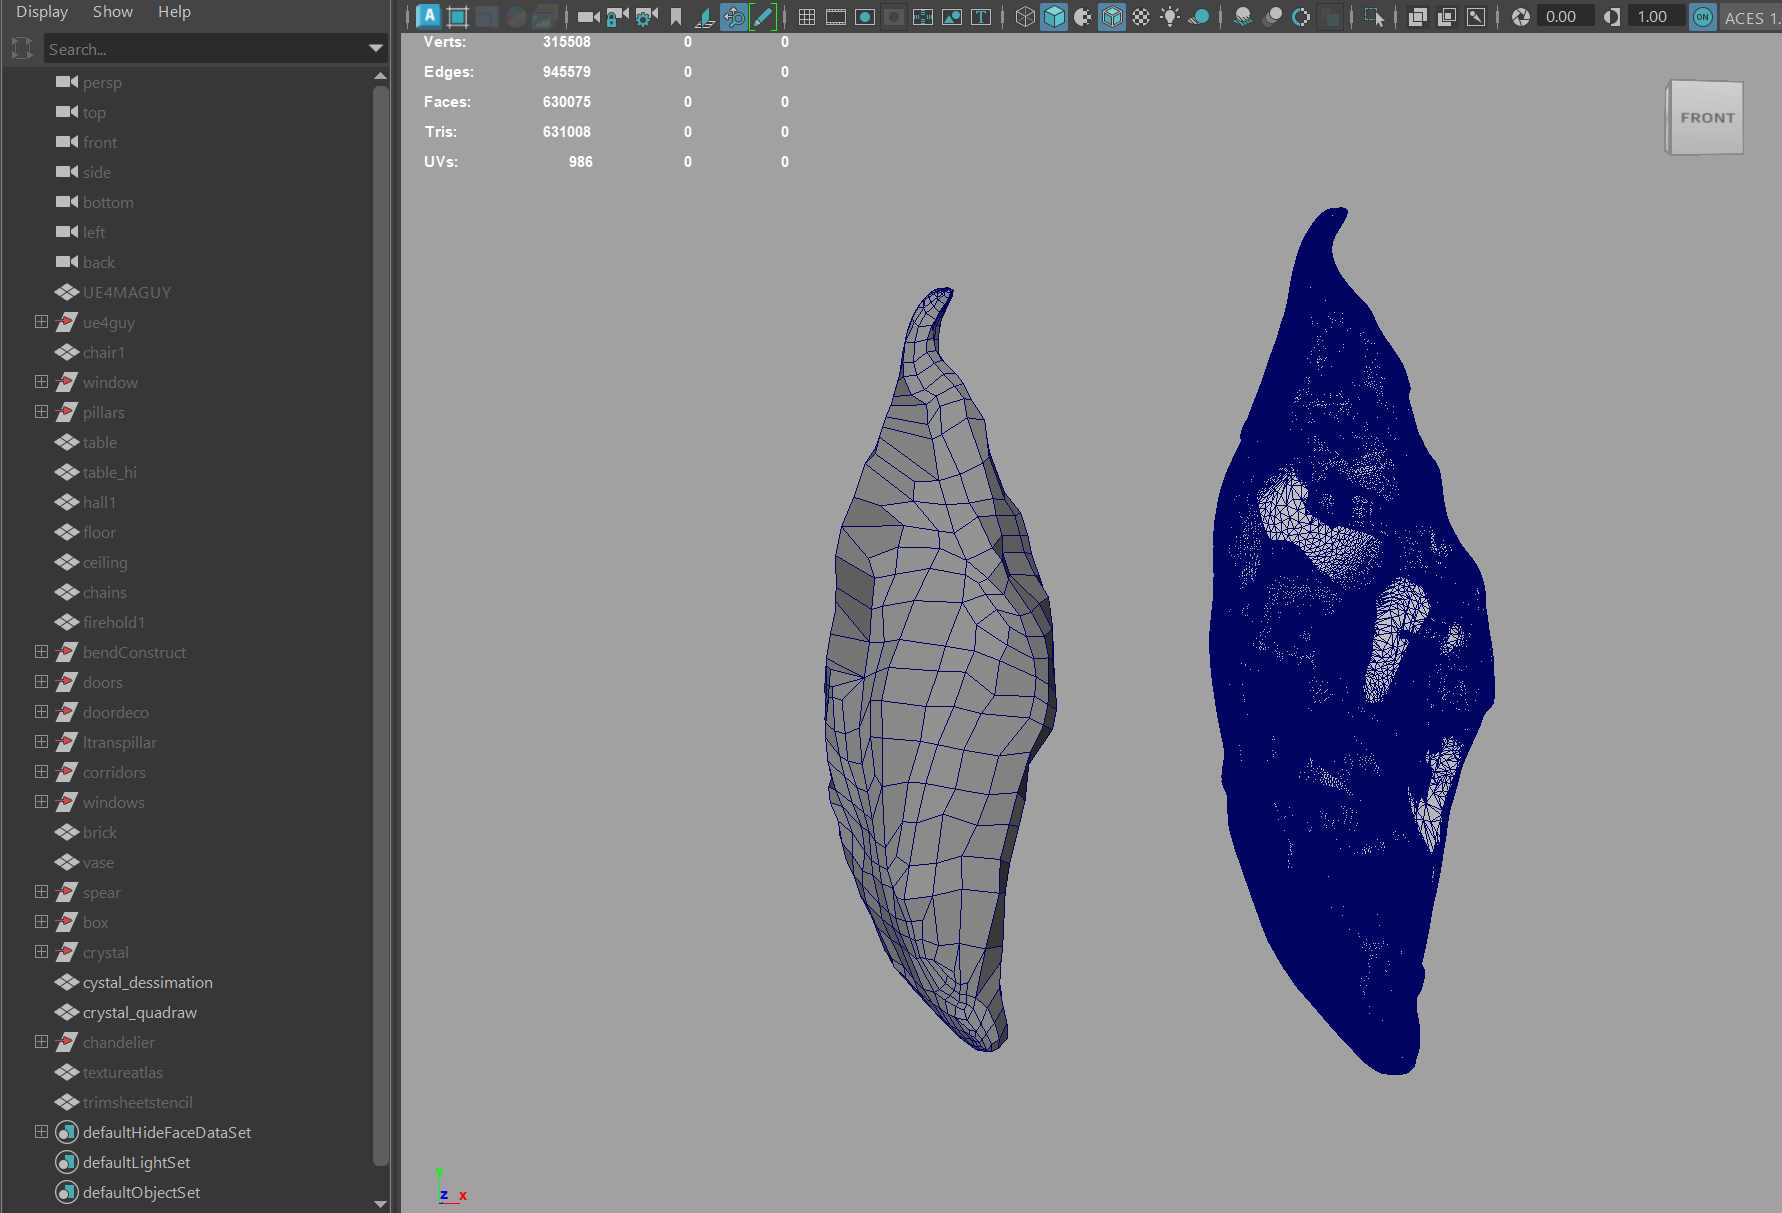 Display Show Help
A T 0.00 1.00 ON ACES 1.
Search...
Verts: 315508 0 0
Edges: 945579 0 0
Faces: 630075 0 0
Tris: 631008 0 0
UVs: 986 0 0
FRONT
persp
top
front
side
bottom
left
back
UE4MAGUY
ue4guy
chair1
window
pillars
table
table_hi
hall1
floor
ceiling
chains
firehold1
bendConstruct
doors
doordeco
ltranspillar
corridors
windows
brick
vase
spear
box
crystal
cystal_dessimation
crystal_quadraw
chandelier
textureatlas
trimsheetstencil
defaultHideFaceDataSet
defaultLightSet
defaultObjectSet
y
z x